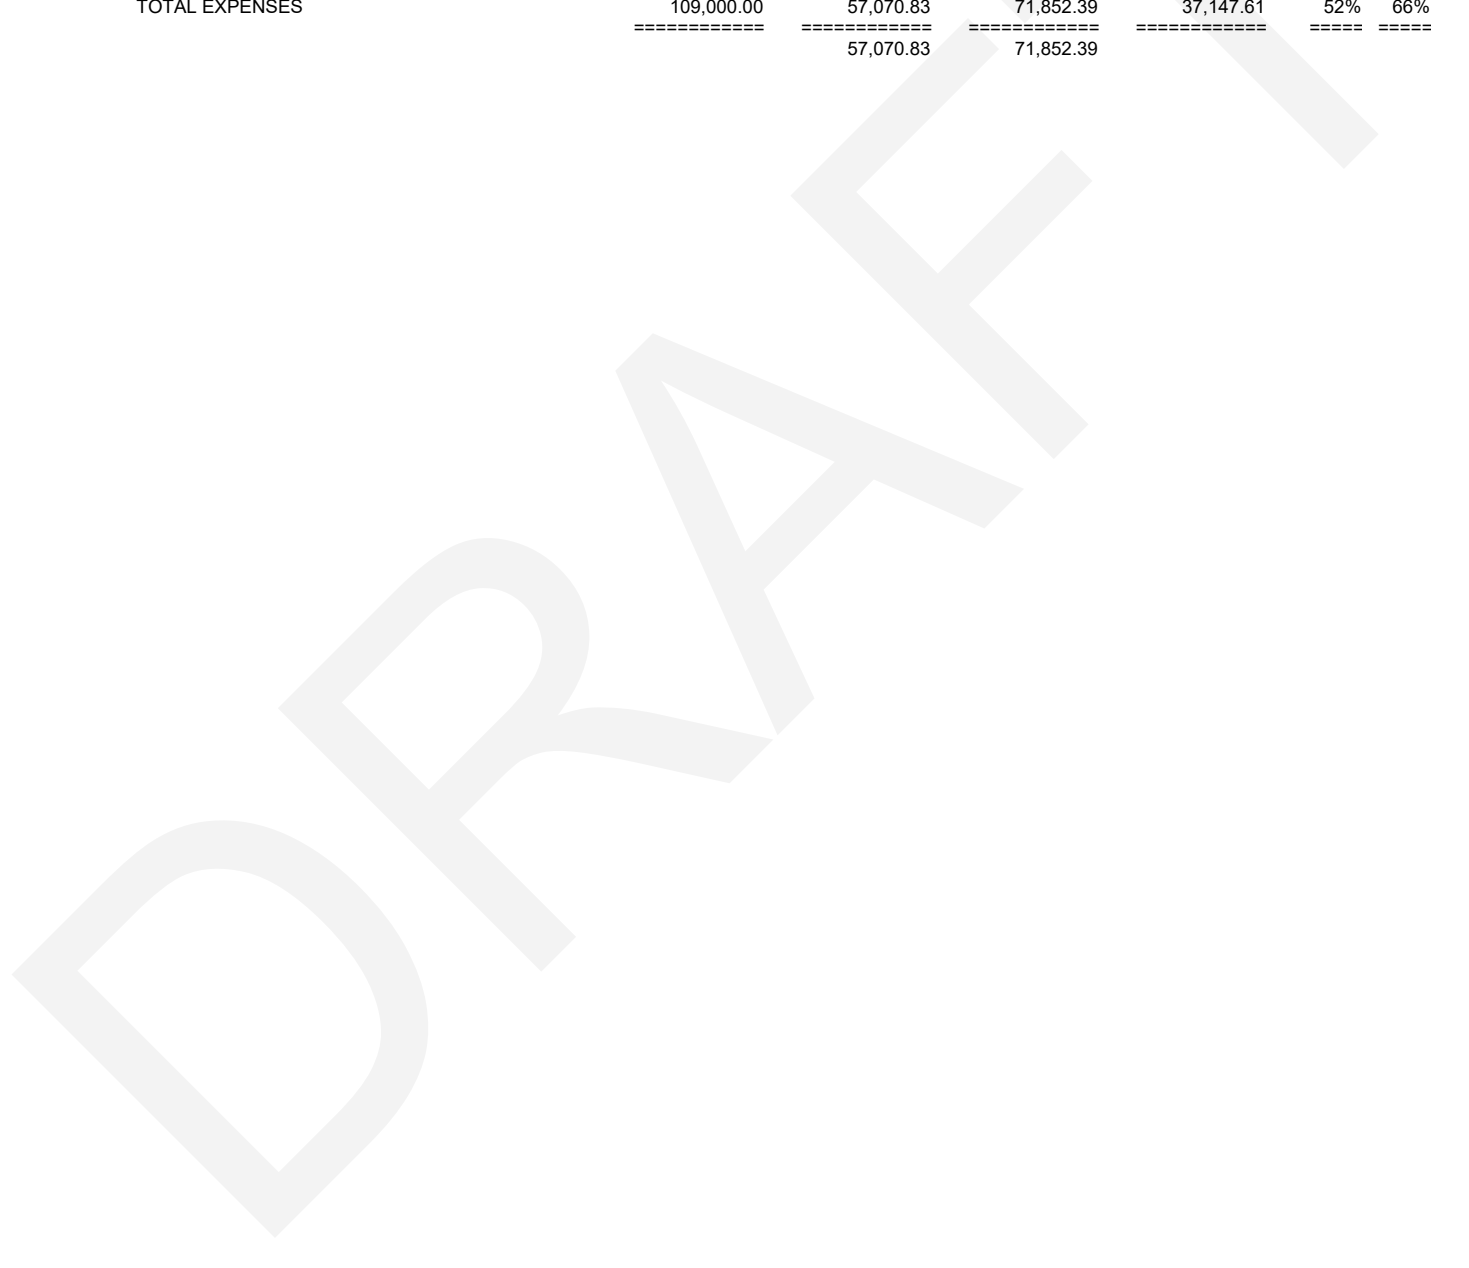 TOTAL EXPENSES 109,000.00 57,070.83 71,852.39 37,147.61 52% 66%
============ ============ ============ ============ ===== =====
57,070.83 71,852.39
DRAFT